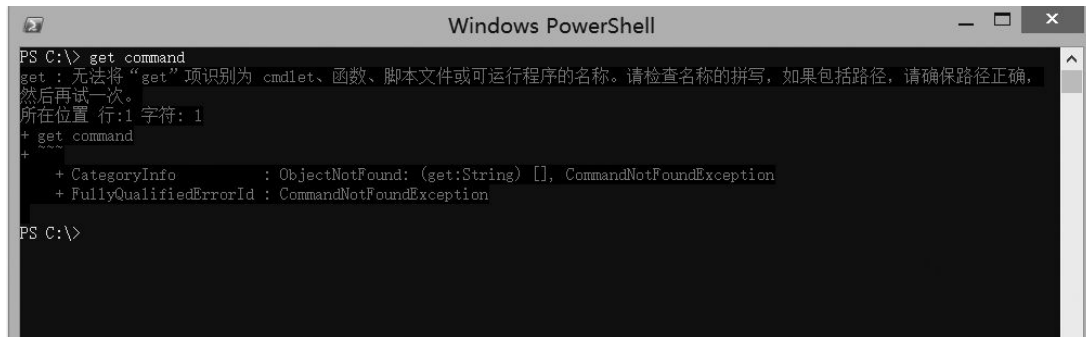 Windows PowerShell
PS C:\> get command
get : 无法将“get”项识别为 cmdlet、函数、脚本文件或可运行程序的名称。请检查名称的拼写，如果包括路径，请确保路径正确，
然后再试一次。
所在位置 行:1 字符: 1
+ get command
+ ~~~
    + CategoryInfo          : ObjectNotFound: (get:String) [], CommandNotFoundException
    + FullyQualifiedErrorId : CommandNotFoundException
PS C:\>